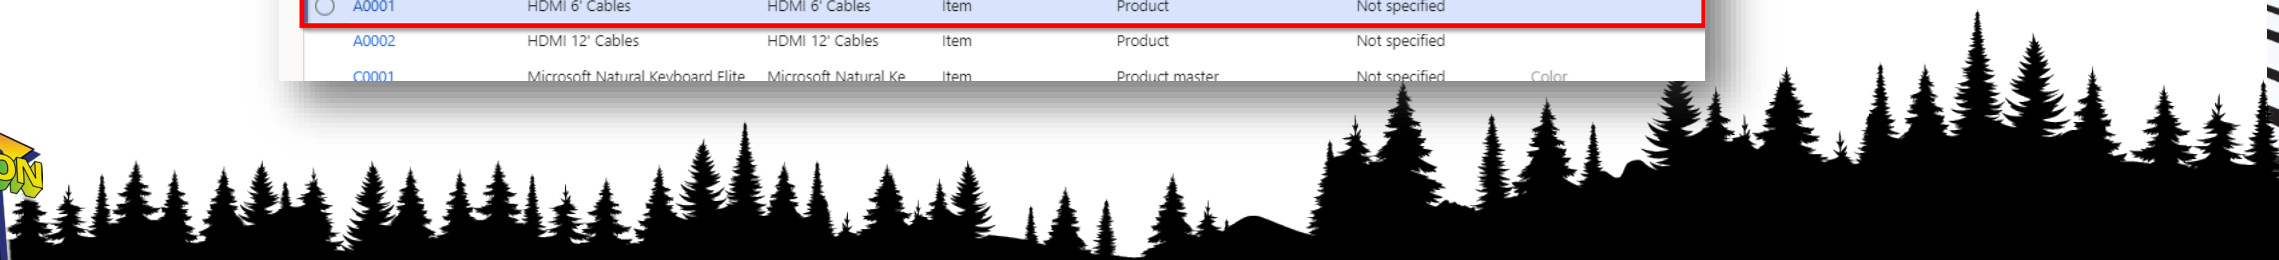 A0001 HDMI 6' Cables HDMI 6' Cables Item Product Not specified
A0002 HDMI 12' Cables HDMI 12' Cables Item Product Not specified
C0001 Microsoft Natural Keyboard Elite Microsoft Natural Ke Item Product master Not specified Color
ON